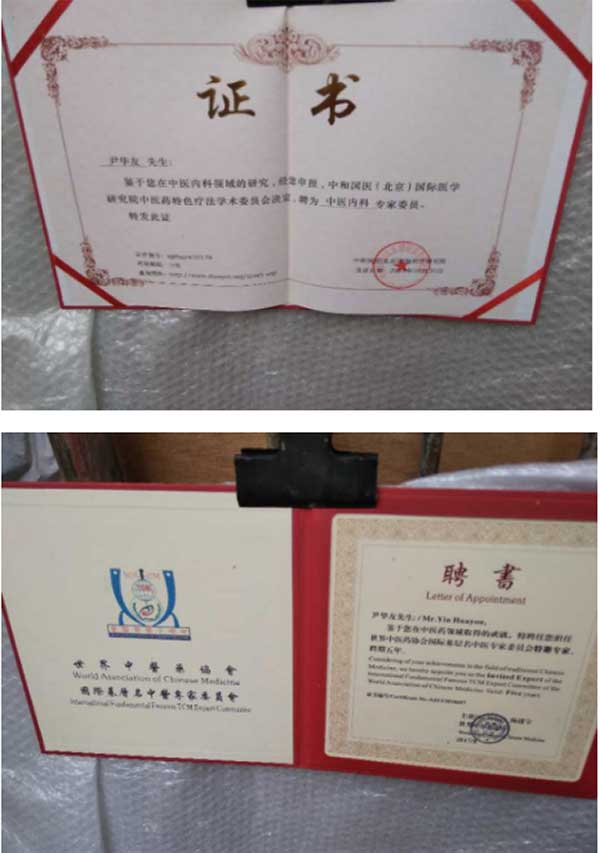 证 书
尹华友 先生:
鉴于您在中医内科领域的研究，经您申报，中和国医（北京）国际医学
研究院中医药特色疗法学术委员会决定，聘为 中医内科 专家委员。
特发此证
世界中醫藥協會
World Association of Chinese Medicine
國際基層名中醫專家委員會
International Fundamental Famous TCM Expert Committee
聘 書
Letter of Appointment
尹华友先生：/Mr.Yin Huayou:
鉴于您在中医药领域取得的成就，特聘任您担任
世界中医药协会国际基层名中医专家委员会特邀专家，
聘期五年。
Considering of your achievements in the field of traditional Chinese
Medicine, we hereby appoint you as the Invited Expert of the
International Fundamental Famous TCM Expert Committee of the
World Association of Chinese Medicine. Valid: Five years